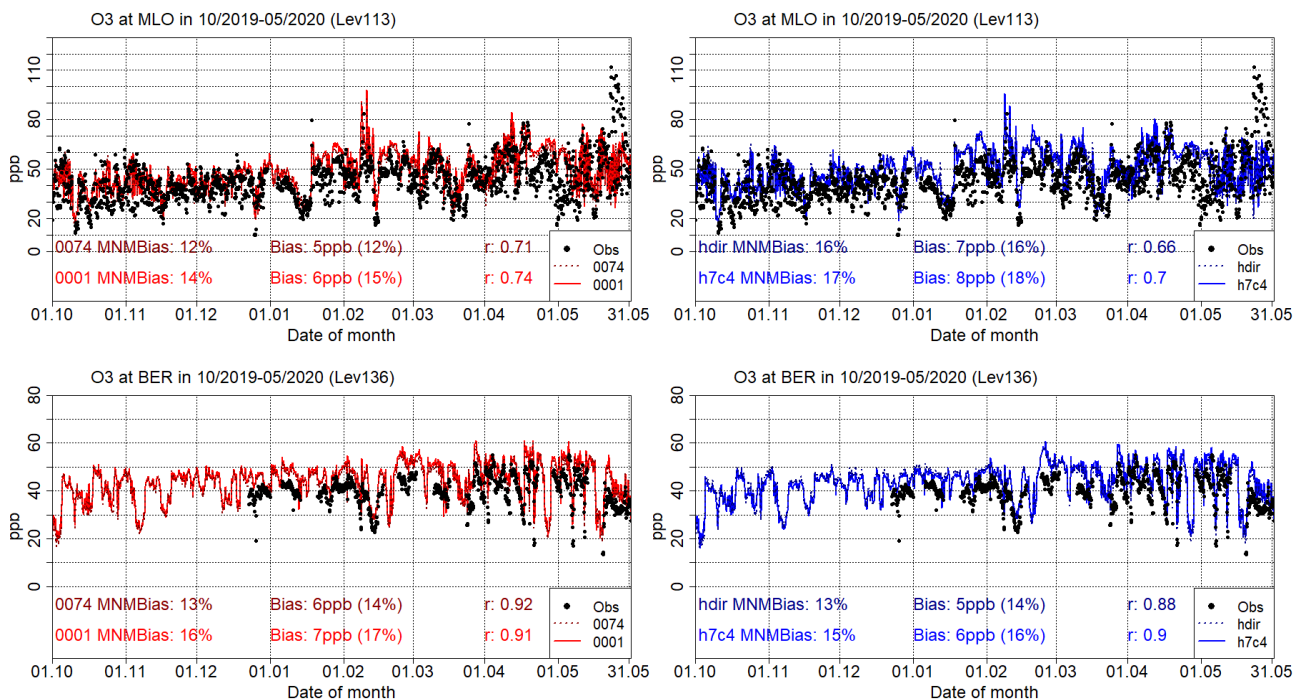 O3 at MLO in 10/2019-05/2020 (Lev113)
ppb
110
80
50
20
0
0074 MNMBias: 12% Bias: 5ppb (12%) r: 0.71
0001 MNMBias: 14% Bias: 6ppb (15%) r: 0.74
Obs
0074
0001
01.10 01.11 01.12 01.01 01.02 01.03 01.04 01.05 31.05
Date of month
O3 at MLO in 10/2019-05/2020 (Lev113)
ppb
110
80
50
20
0
hdir MNMBias: 16% Bias: 7ppb (16%) r: 0.66
h7c4 MNMBias: 17% Bias: 8ppb (18%) r: 0.7
Obs
hdir
h7c4
01.10 01.11 01.12 01.01 01.02 01.03 01.04 01.05 31.05
Date of month
O3 at BER in 10/2019-05/2020 (Lev136)
ppb
80
60
40
20
0
0074 MNMBias: 13% Bias: 6ppb (14%) r: 0.92
0001 MNMBias: 16% Bias: 7ppb (17%) r: 0.91
Obs
0074
0001
01.10 01.11 01.12 01.01 01.02 01.03 01.04 01.05 31.05
Date of month
O3 at BER in 10/2019-05/2020 (Lev136)
ppb
80
60
40
20
0
hdir MNMBias: 13% Bias: 5ppb (14%) r: 0.88
h7c4 MNMBias: 15% Bias: 6ppb (16%) r: 0.9
Obs
hdir
h7c4
01.10 01.11 01.12 01.01 01.02 01.03 01.04 01.05 31.05
Date of month